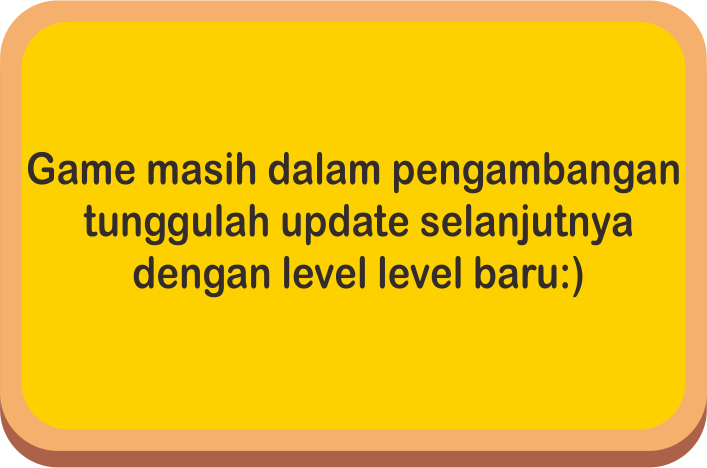 Game masih dalam pengambangan
tunggulah update selanjutnya
dengan level level baru:)